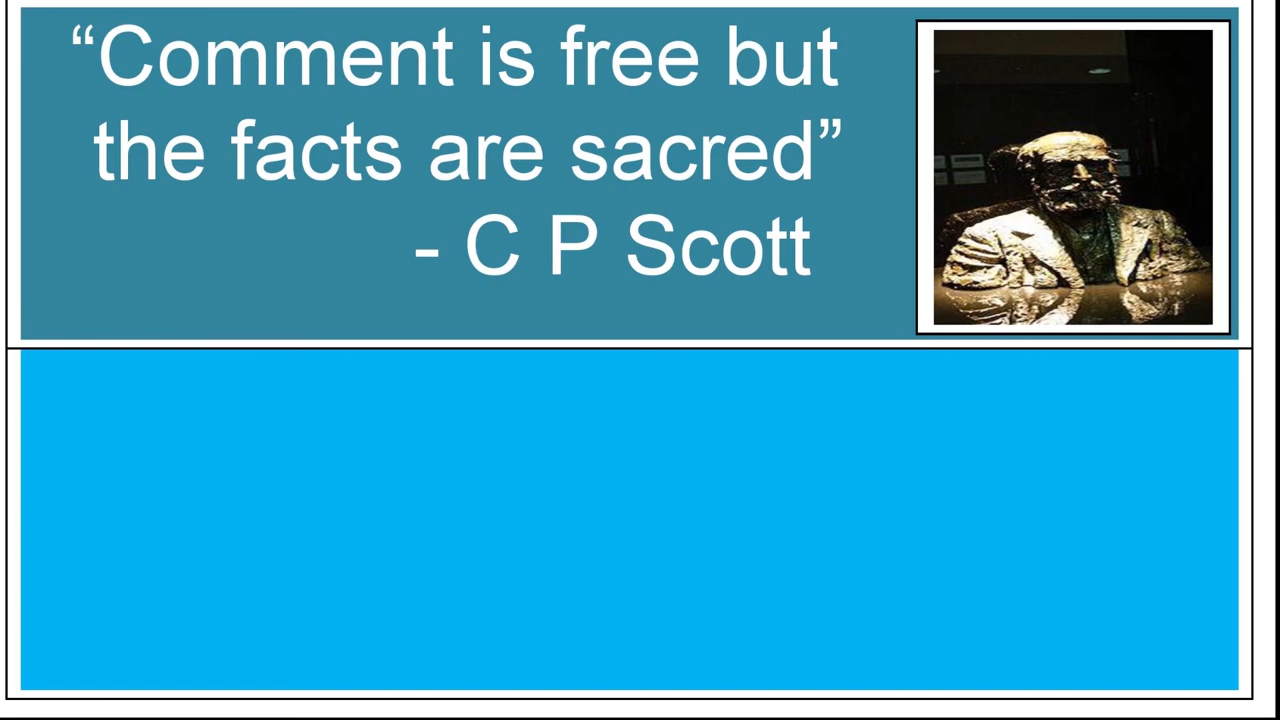 “Comment is free but
the facts are sacred”
- C P Scott